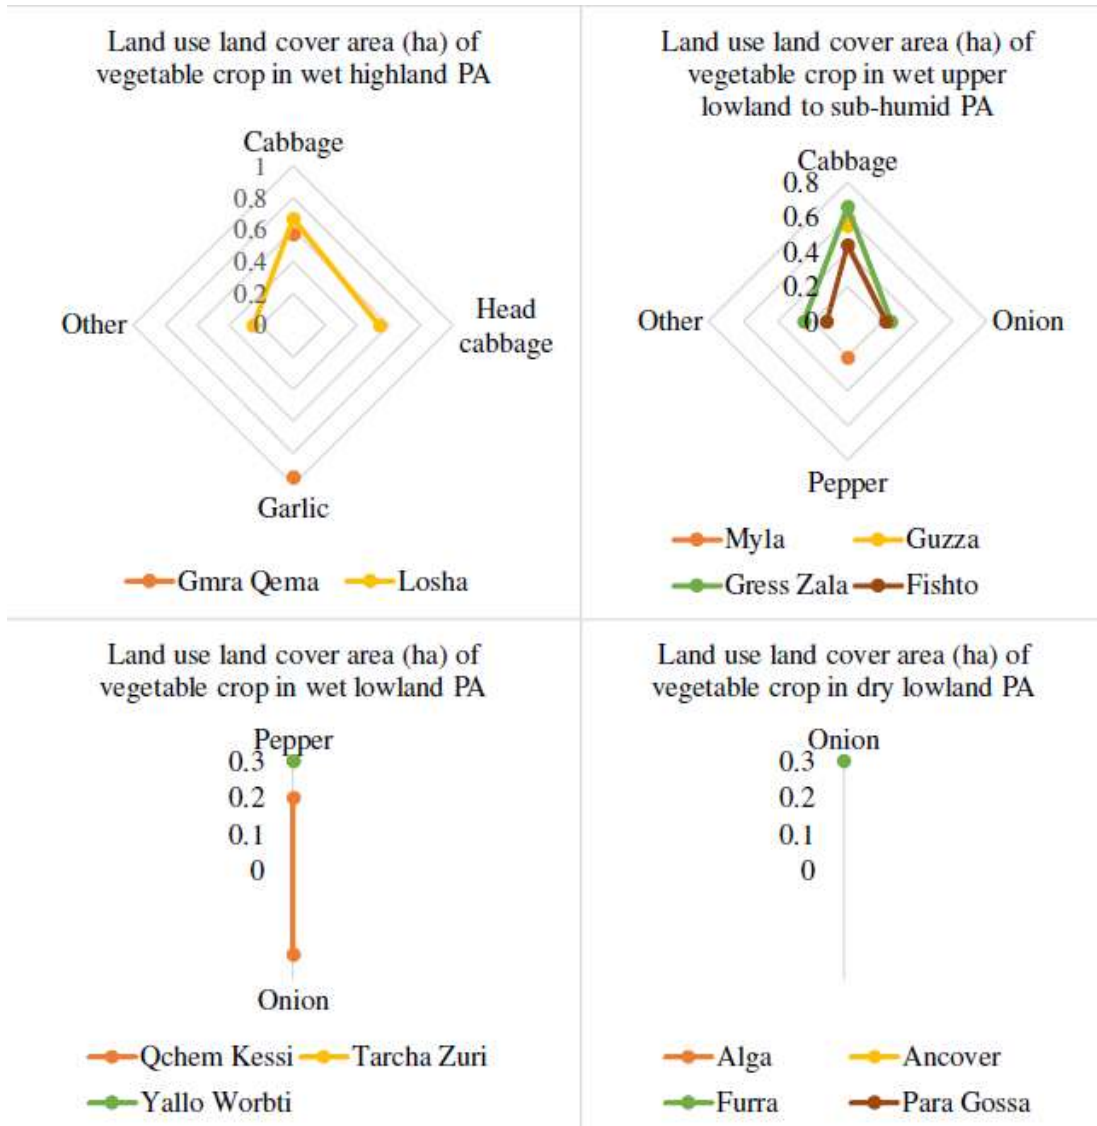 Land use land cover area (ha) of
vegetable crop in wet highland PA
Cabbage
1
0.8
0.6
0.4
0.2
0
Other
Head
cabbage
Garlic
Gmra Qema
Losha
Land use land cover area (ha) of
vegetable crop in wet upper
lowland to sub-humid PA
Cabbage
0.8
0.6
0.4
0.2
0
Other
Onion
Pepper
Myla
Guzza
Gress Zala
Fishto
Land use land cover area (ha) of
vegetable crop in wet lowland PA
Pepper
0.3
0.2
0.1
0
Onion
Qchem Kessi
Tarcha Zuri
Yallo Worbti
Land use land cover area (ha) of
vegetable crop in dry lowland PA
Onion
0.3
0.2
0.1
0
Alga
Ancover
Furra
Para Gossa